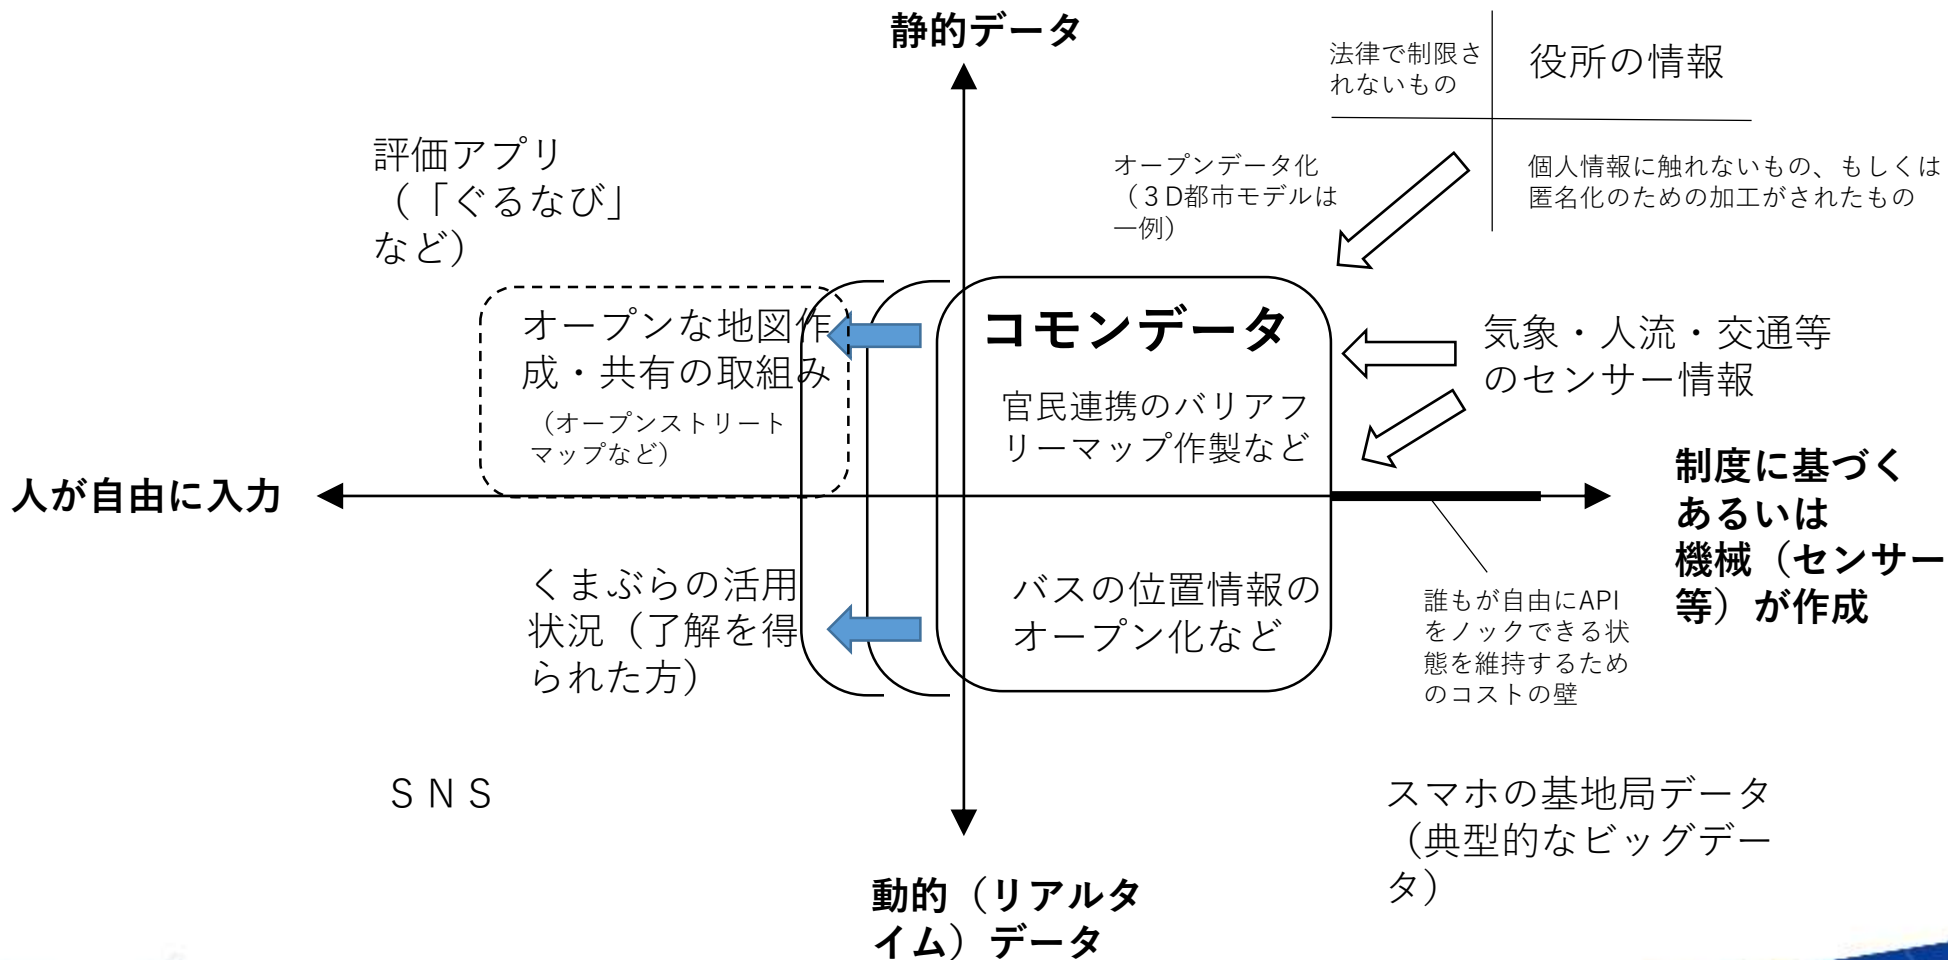 静的データ
法律で制限さ
れないもの
役所の情報
評価アプリ
（「ぐるなび」
など）
オープンデータ化
（３D都市モデルは
一例）
個人情報に触れないもの、もしくは
匿名化のための加工がされたもの
オープンな地図作
成・共有の取組み
（オープンストリート
マップなど）
コモンデータ
官民連携のバリアフ
リーマップ作製など
気象・人流・交通等
のセンサー情報
人が自由に入力
制度に基づく
あるいは
機械（センサー
等）が作成
くまぶらの活用
状況（了解を得
られた方）
バスの位置情報の
オープン化など
誰もが自由にAPI
をノックできる状
態を維持するため
のコストの壁
ＳＮＳ
スマホの基地局データ
（典型的なビッグデー
タ）
動的（リアルタ
イム）データ